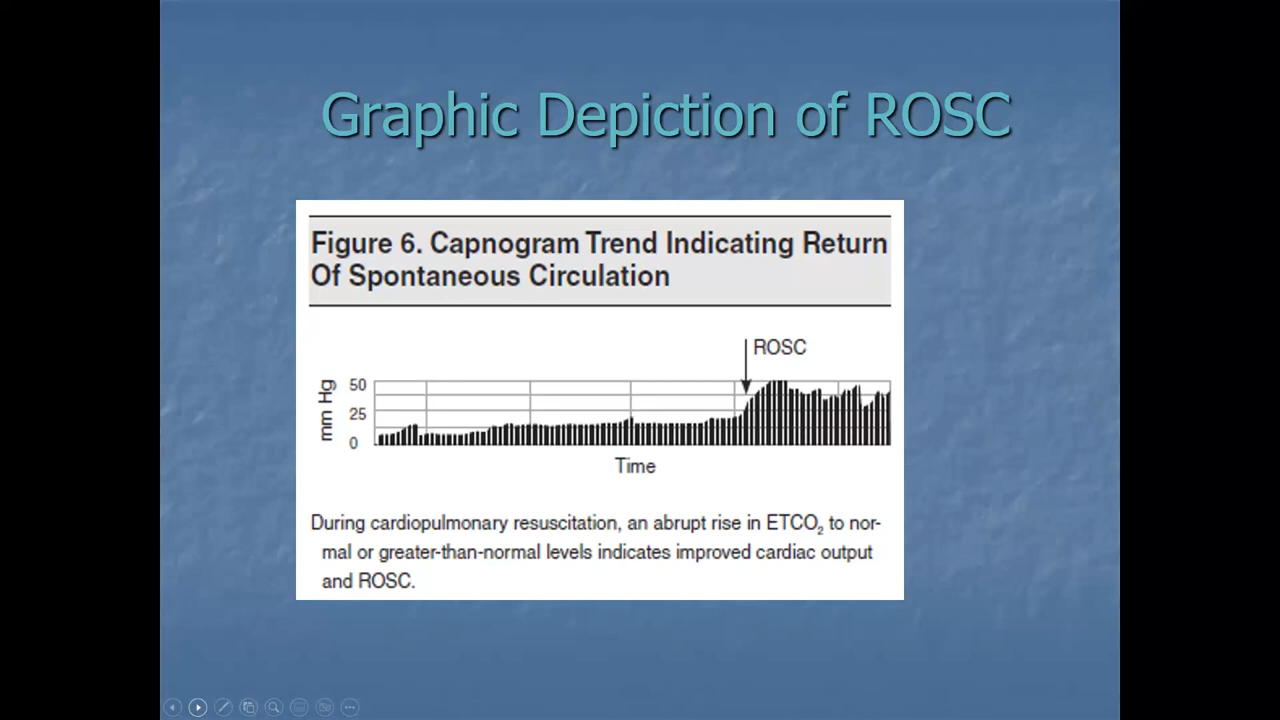 Graphic Depiction of ROSC
Figure 6. Capnogram Trend Indicating Return
Of Spontaneous Circulation
ROSC
mm Hg
50
25
0
Time
During cardiopulmonary resuscitation, an abrupt rise in ETCO₂ to nor-
mal or greater-than-normal levels indicates improved cardiac output
and ROSC.